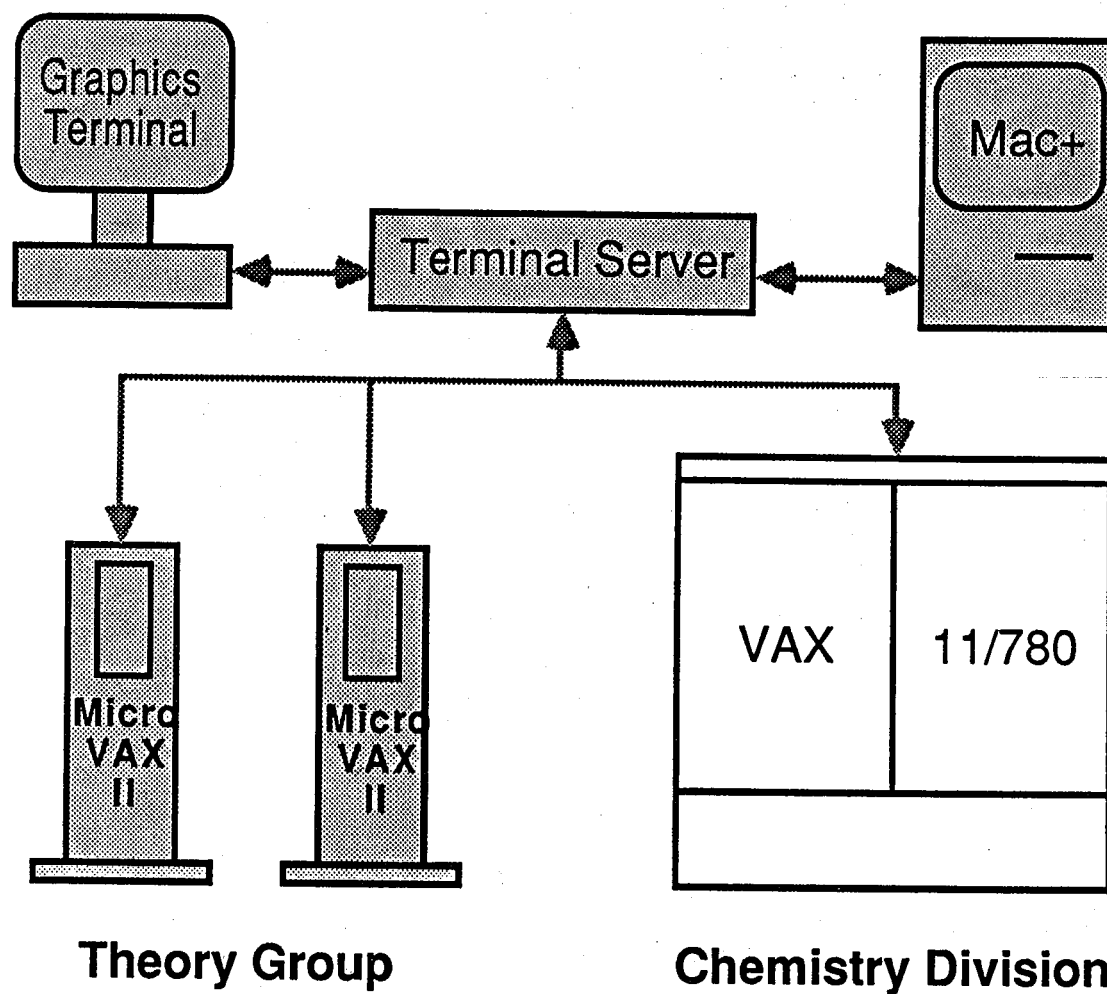 Graphics
Terminal
Mac+
Terminal Server
Micro
VAX
II
Micro
VAX
II
VAX
11/780
Theory Group
Chemistry Division